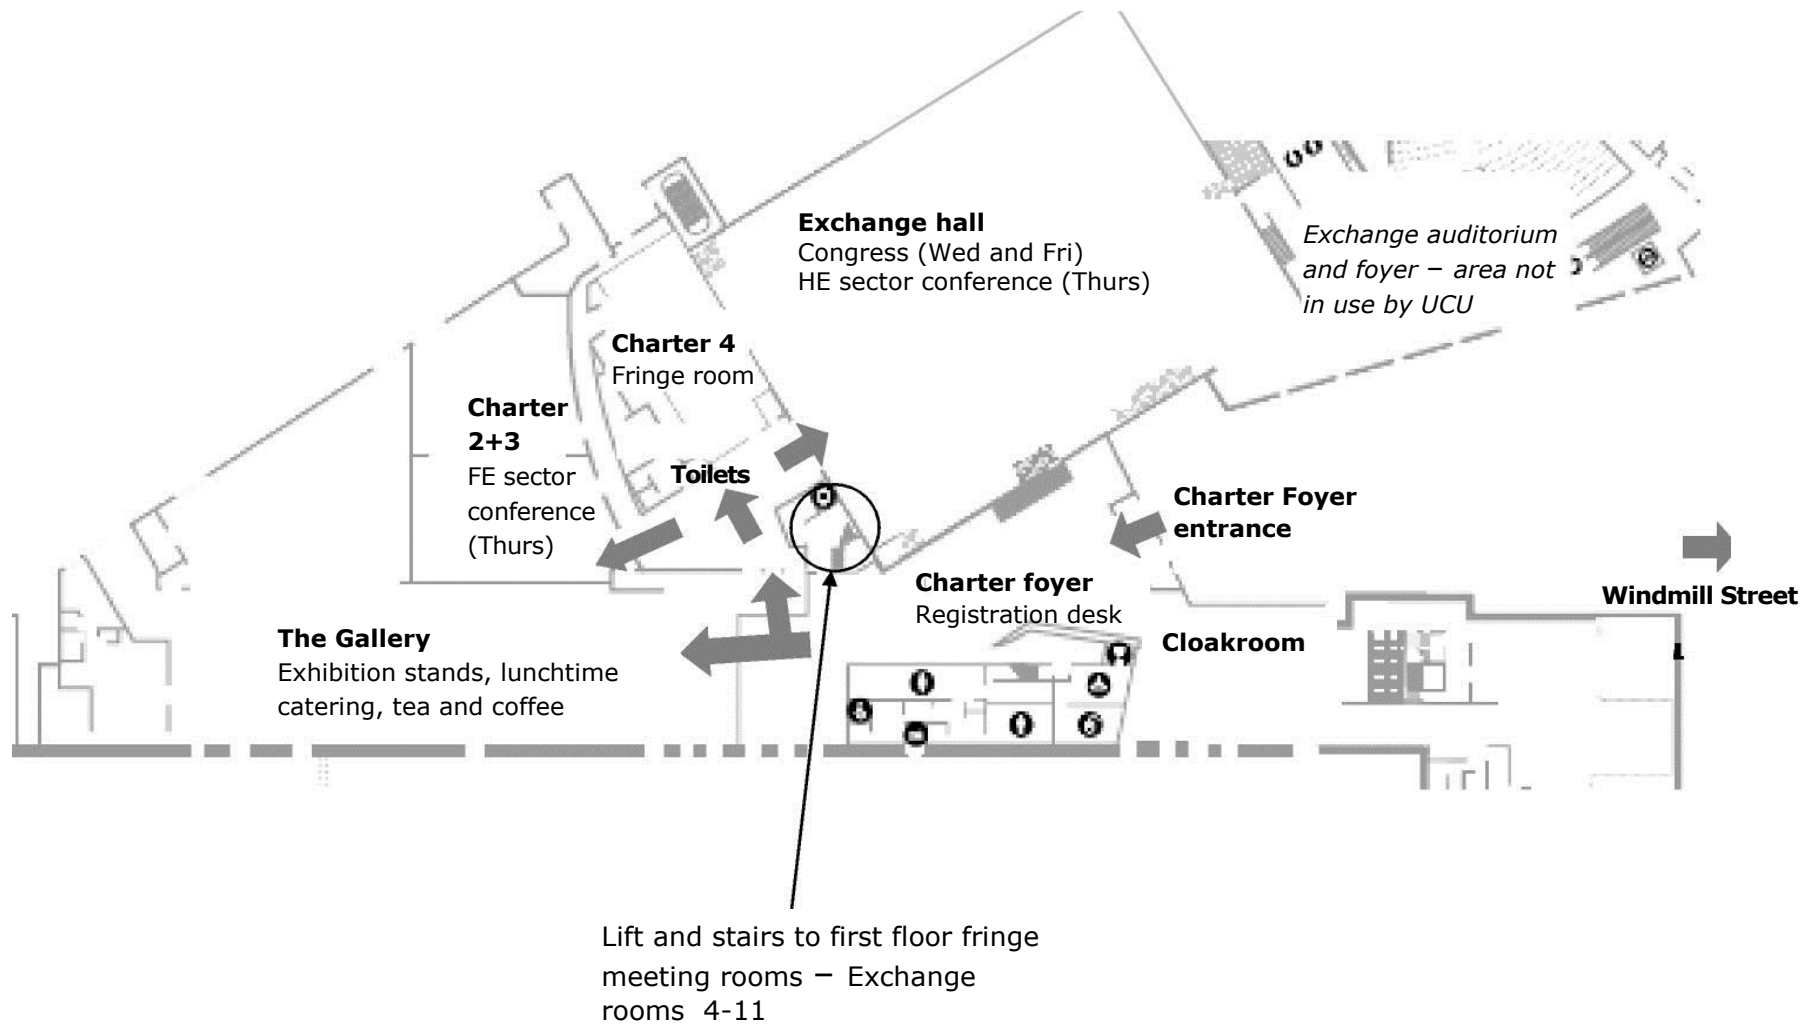 Exchange hall
Congress (Wed and Fri)
HE sector conference (Thurs)
Exchange auditorium
and foyer – area not
in use by UCU
Charter 4
Fringe room
Charter
2+3
FE sector
conference
(Thurs)
Toilets
Charter Foyer
entrance
Windmill Street
Charter foyer
Registration desk
Cloakroom
The Gallery
Exhibition stands, lunchtime
catering, tea and coffee
Lift and stairs to first floor fringe
meeting rooms – Exchange
rooms 4-11